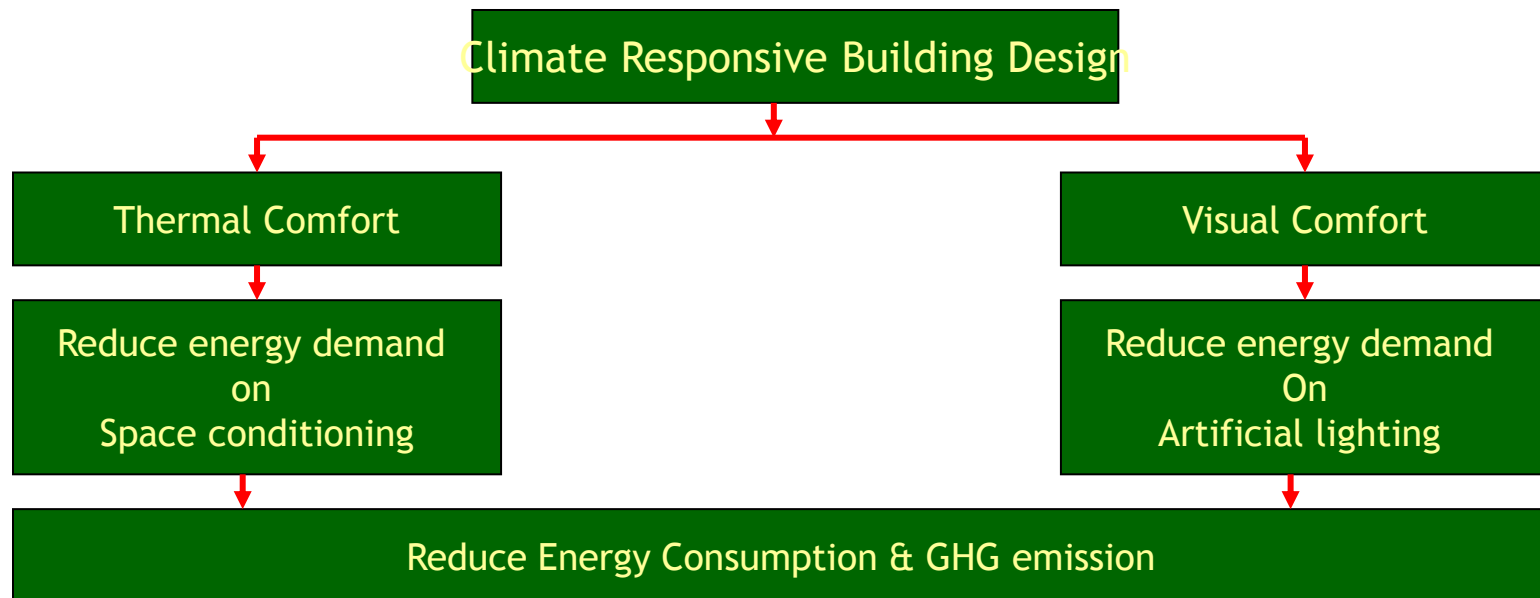 Climate Responsive Building Design
Thermal Comfort
Visual Comfort
Reduce energy demand
on
Space conditioning
Reduce energy demand
On
Artificial lighting
Reduce Energy Consumption & GHG emission